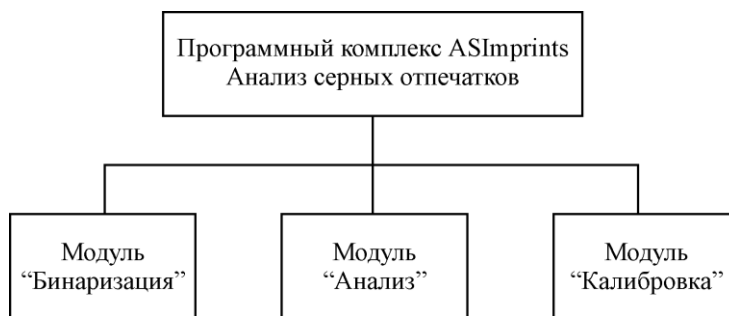 Программный комплекс ASImprints
Анализ серных отпечатков
Модуль
“Бинаризация”
Модуль
“Анализ”
Модуль
“Калибровка”